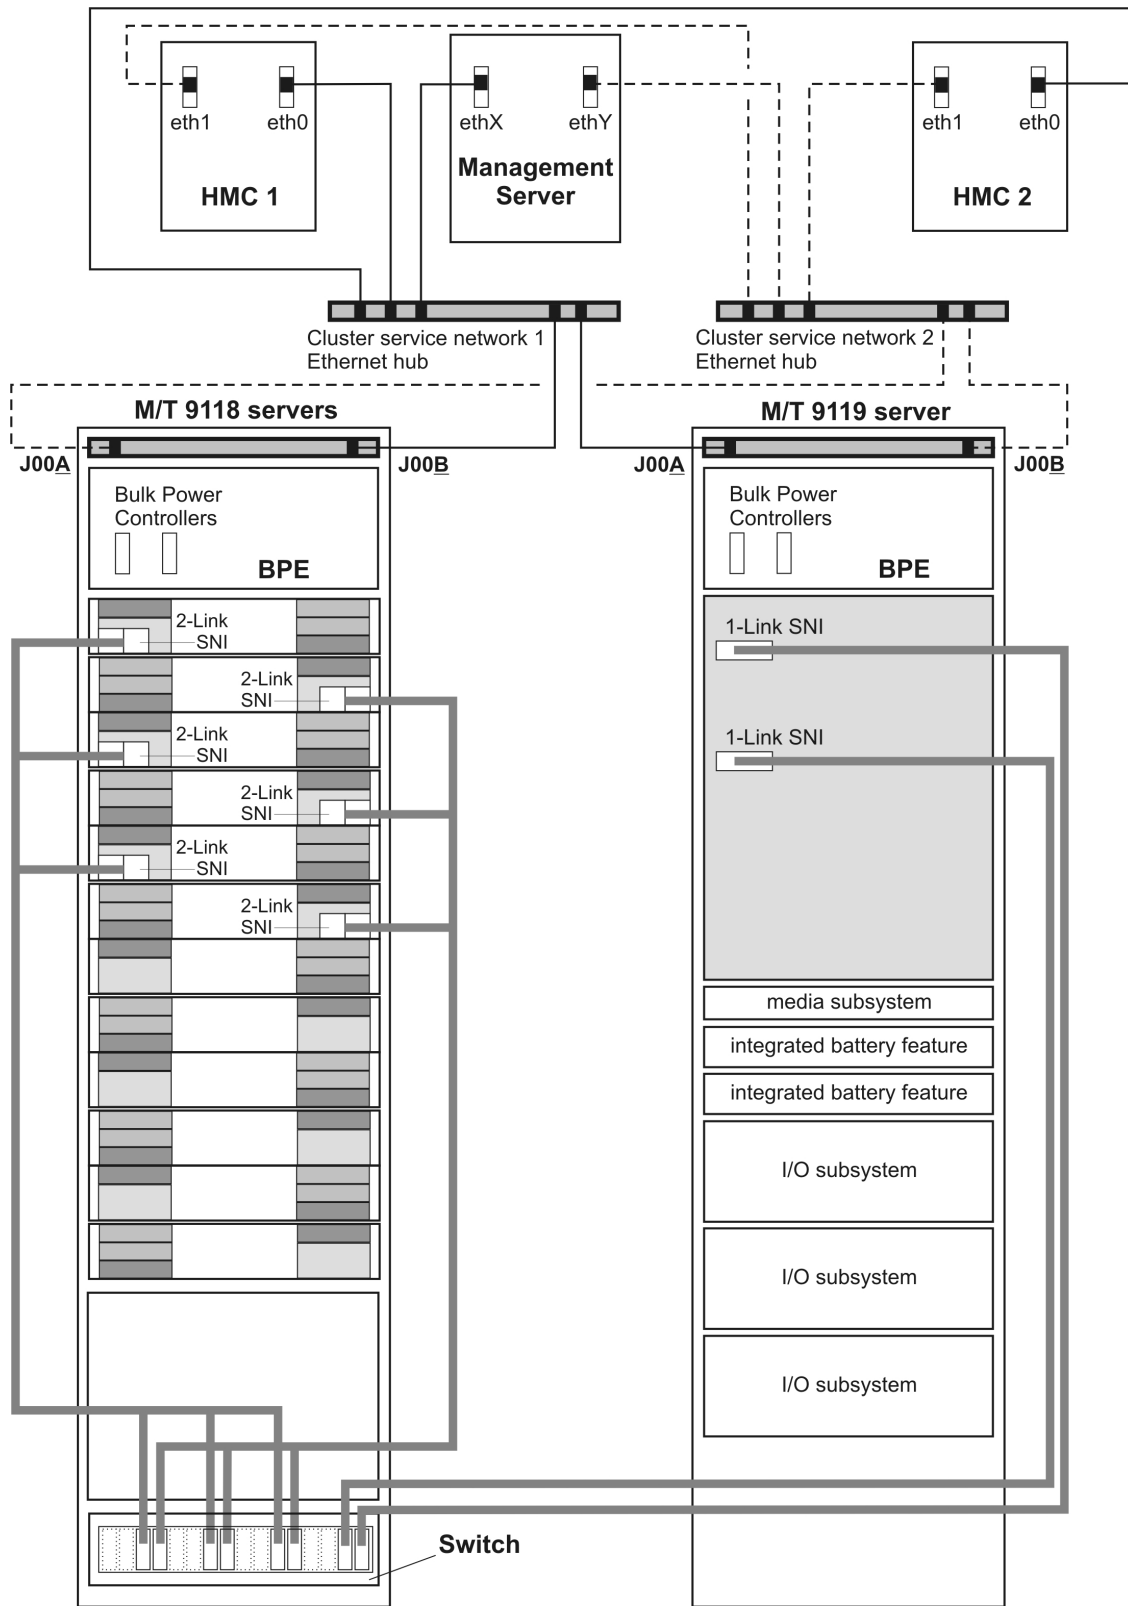 eth1
eth0
HMC 1
ethX
ethY
Management
Server
eth1
eth0
HMC 2
Cluster service network 1
Ethernet hub
Cluster service network 2
Ethernet hub
M/T 9118 servers
J00A
J00B
Bulk Power
Controllers
BPE
2-Link
SNI
2-Link
SNI
2-Link
SNI
2-Link
SNI
2-Link
SNI
2-Link
SNI
Switch
M/T 9119 server
J00A
J00B
Bulk Power
Controllers
BPE
1-Link SNI
1-Link SNI
media subsystem
integrated battery feature
integrated battery feature
I/O subsystem
I/O subsystem
I/O subsystem